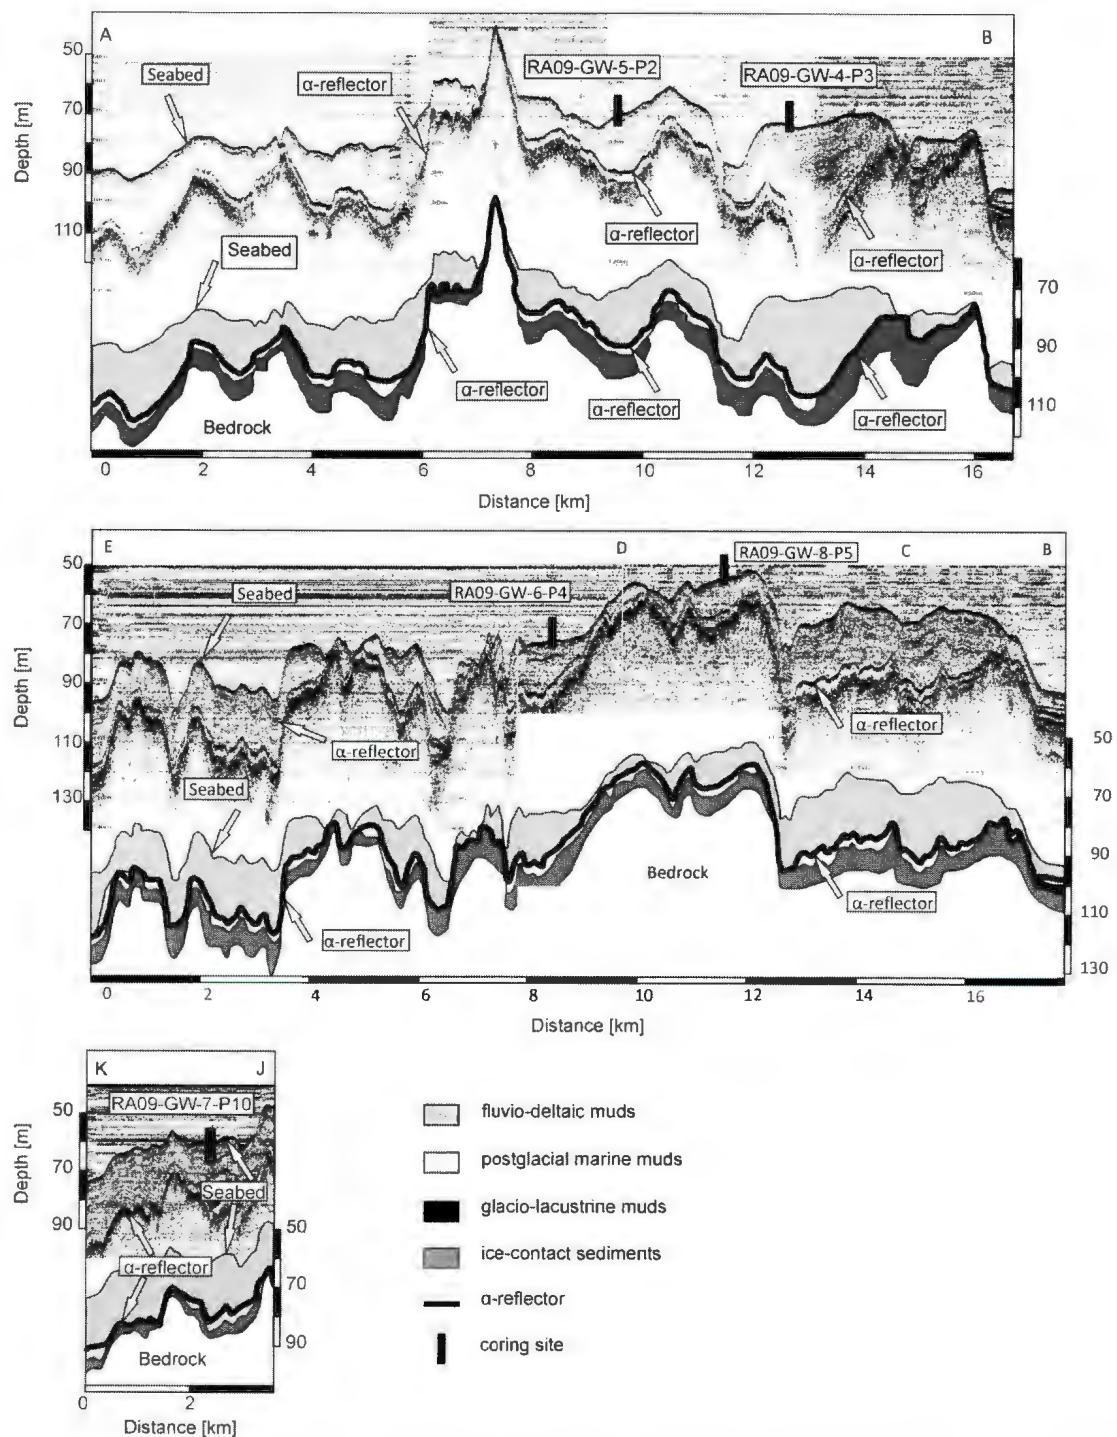 A
B
50
70
90
110
Depth [m]
Seabed
α-reflector
RA09-GW-5-P2
RA09-GW-4-P3
α-reflector
α-reflector
Seabed
70
90
110
α-reflector
α-reflector
α-reflector
Bedrock
0 2 4 6 8 10 12 14 16
Distance [km]
E
D
C
B
50
70
90
110
130
Depth [m]
Seabed
RA09-GW-6-P4
RA09-GW-8-P5
α-reflector
α-reflector
Seabed
50
70
90
110
130
Bedrock
α-reflector
α-reflector
0 2 4 6 8 10 12 14 16
Distance [km]
K
J
50
70
90
Depth [m]
RA09-GW-7-P10
Seabed
α-reflector
50
70
90
Bedrock
0 2
Distance [km]
fluvio-deltaic muds
postglacial marine muds
glacio-lacustrine muds
ice-contact sediments
α-reflector
coring site